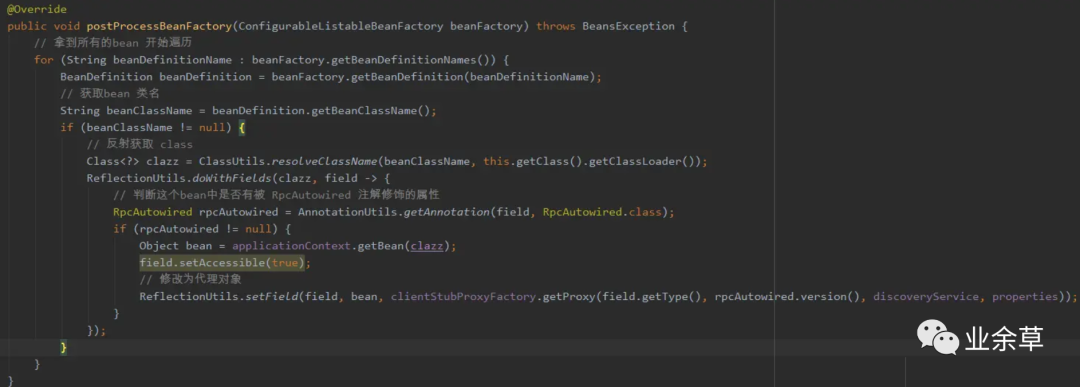 @Override
public void postProcessBeanFactory(ConfigurableListableBeanFactory beanFactory) throws BeansException {
// 拿到所有的bean 开始遍历
for (String beanDefinitionName : beanFactory.getBeanDefinitionNames()) {
BeanDefinition beanDefinition = beanFactory.getBeanDefinition(beanDefinitionName);
// 获取bean 类名
String beanClassName = beanDefinition.getBeanClassName();
if (beanClassName != null) {
// 反射获取 class
Class<?> clazz = ClassUtils.resolveClassName(beanClassName, this.getClass().getClassLoader());
ReflectionUtils.doWithFields(clazz, field -> {
// 判断这个bean中是否有被 RpcAutowired 注解修饰的属性
RpcAutowired rpcAutowired = AnnotationUtils.getAnnotation(field, RpcAutowired.class);
if (rpcAutowired != null) {
Object bean = applicationContext.getBean(clazz);
field.setAccessible(true);
// 修改为代理对象
ReflectionUtils.setField(field, bean, clientStubProxyFactory.getProxy(field.getType(), rpcAutowired.version(), discoveryService, properties));
}
});
}
}
}
业余草